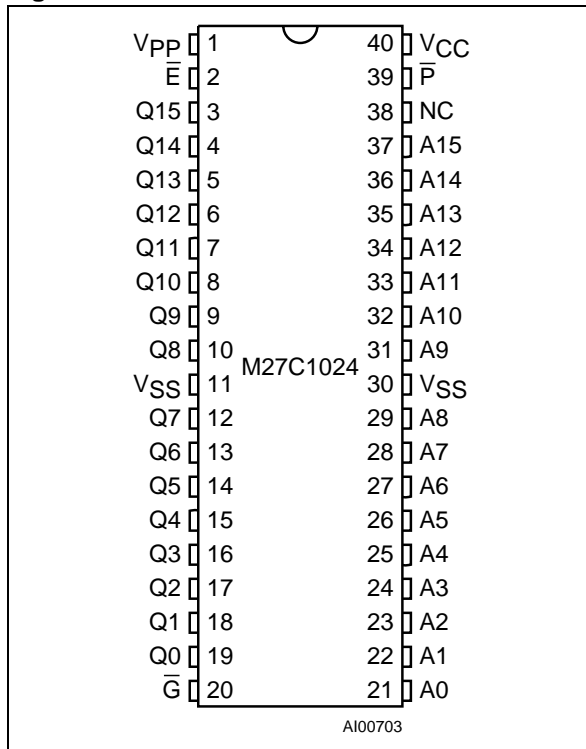 VPP 1 40 VCC
E̅ 2 39 P̅
Q15 3 38 NC
Q14 4 37 A15
Q13 5 36 A14
Q12 6 35 A13
Q11 7 34 A12
Q10 8 33 A11
Q9 9 32 A10
Q8 10 31 A9
M27C1024
VSS 11 30 VSS
Q7 12 29 A8
Q6 13 28 A7
Q5 14 27 A6
Q4 15 26 A5
Q3 16 25 A4
Q2 17 24 A3
Q1 18 23 A2
Q0 19 22 A1
G̅ 20 21 A0
AI00703